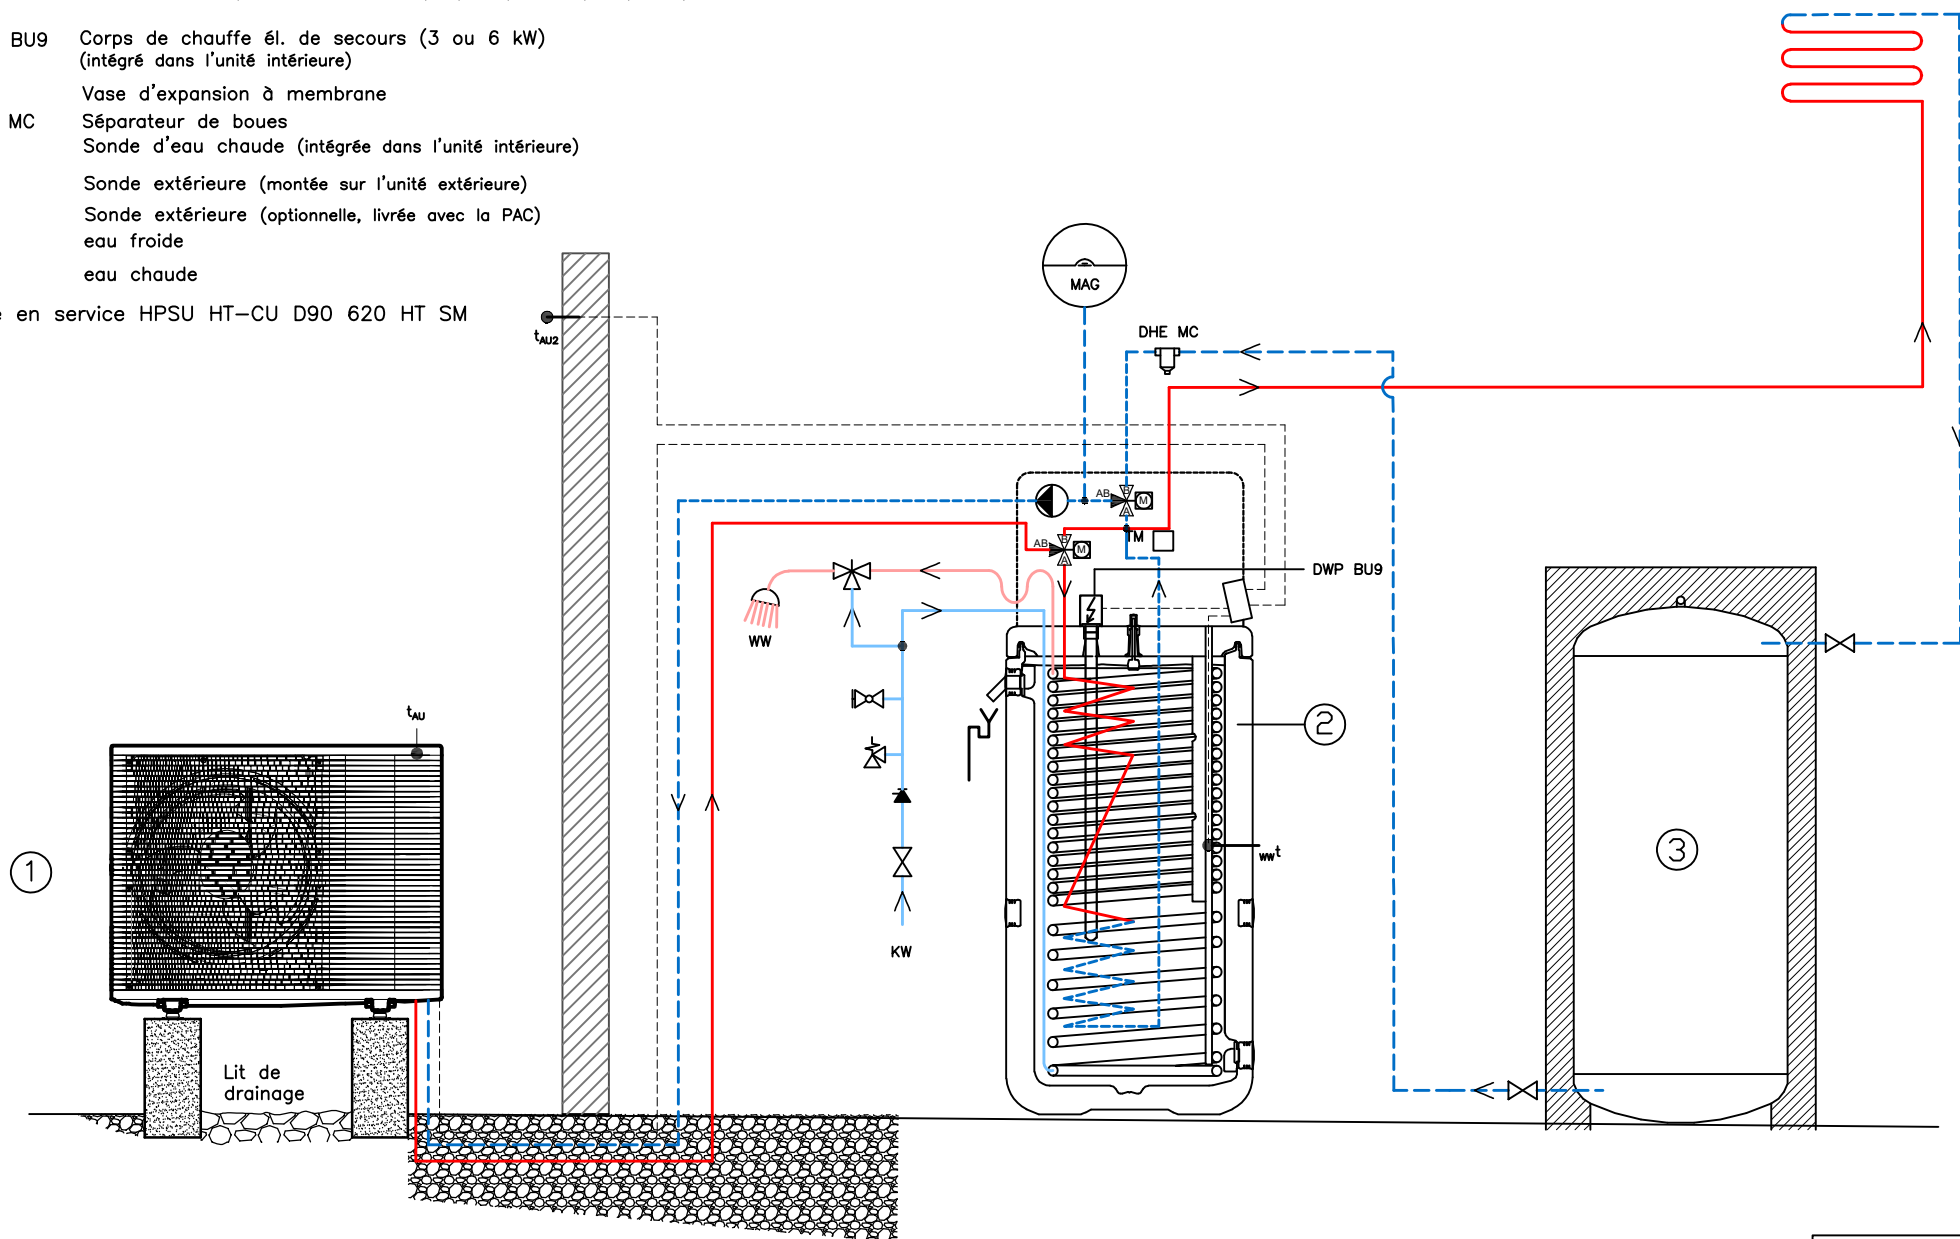 BU9 Corps de chauffe él. de secours (3 ou 6 kW)
(intégré dans l'unité intérieure)
Vase d'expansion à membrane
MC Séparateur de boues
Sonde d'eau chaude (intégrée dans l'unité intérieure)
Sonde extérieure (montée sur l'unité extérieure)
Sonde extérieure (optionnelle, livrée avec la PAC)
eau froide
eau chaude
en service HPSU HT-CU D90 620 HT SM
tAU2
MAG
DHE MC
AB B M
A
TM
AB B M
A
DWP BU9
WW
tAU
2
3
1
wwt
KW
Lit de
drainage